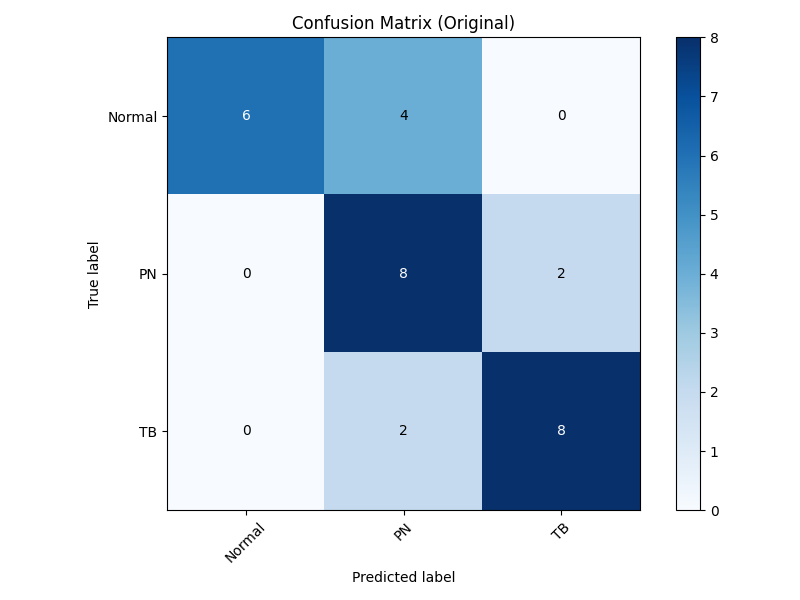 Confusion Matrix (Original)
8
7
6
5
4
3
2
1
0
True label
Normal
6 4 0
PN
0 8 2
TB
0 2 8
Normal PN TB
Predicted label